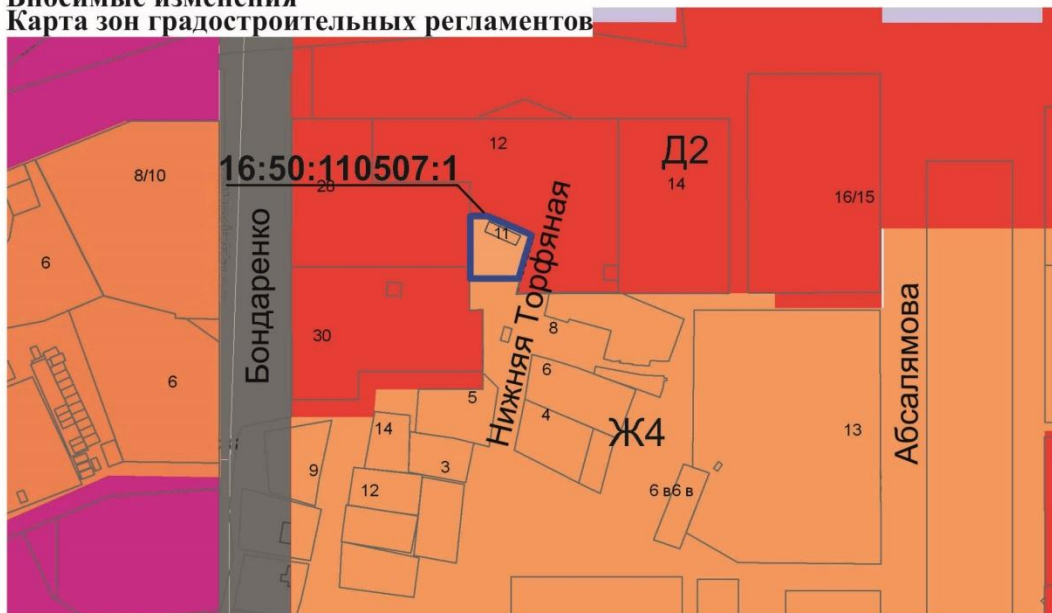 Вносимые изменения
Карта зон градостроительных регламентов
12
Д2
8/10
16:50:110507:1
28
14
16/15
11
6
Бондаренко
Нижняя Торфяная
Абсалямова
30
8
6
6
5
4
14
Ж4
13
9
3
12
6 в6 в